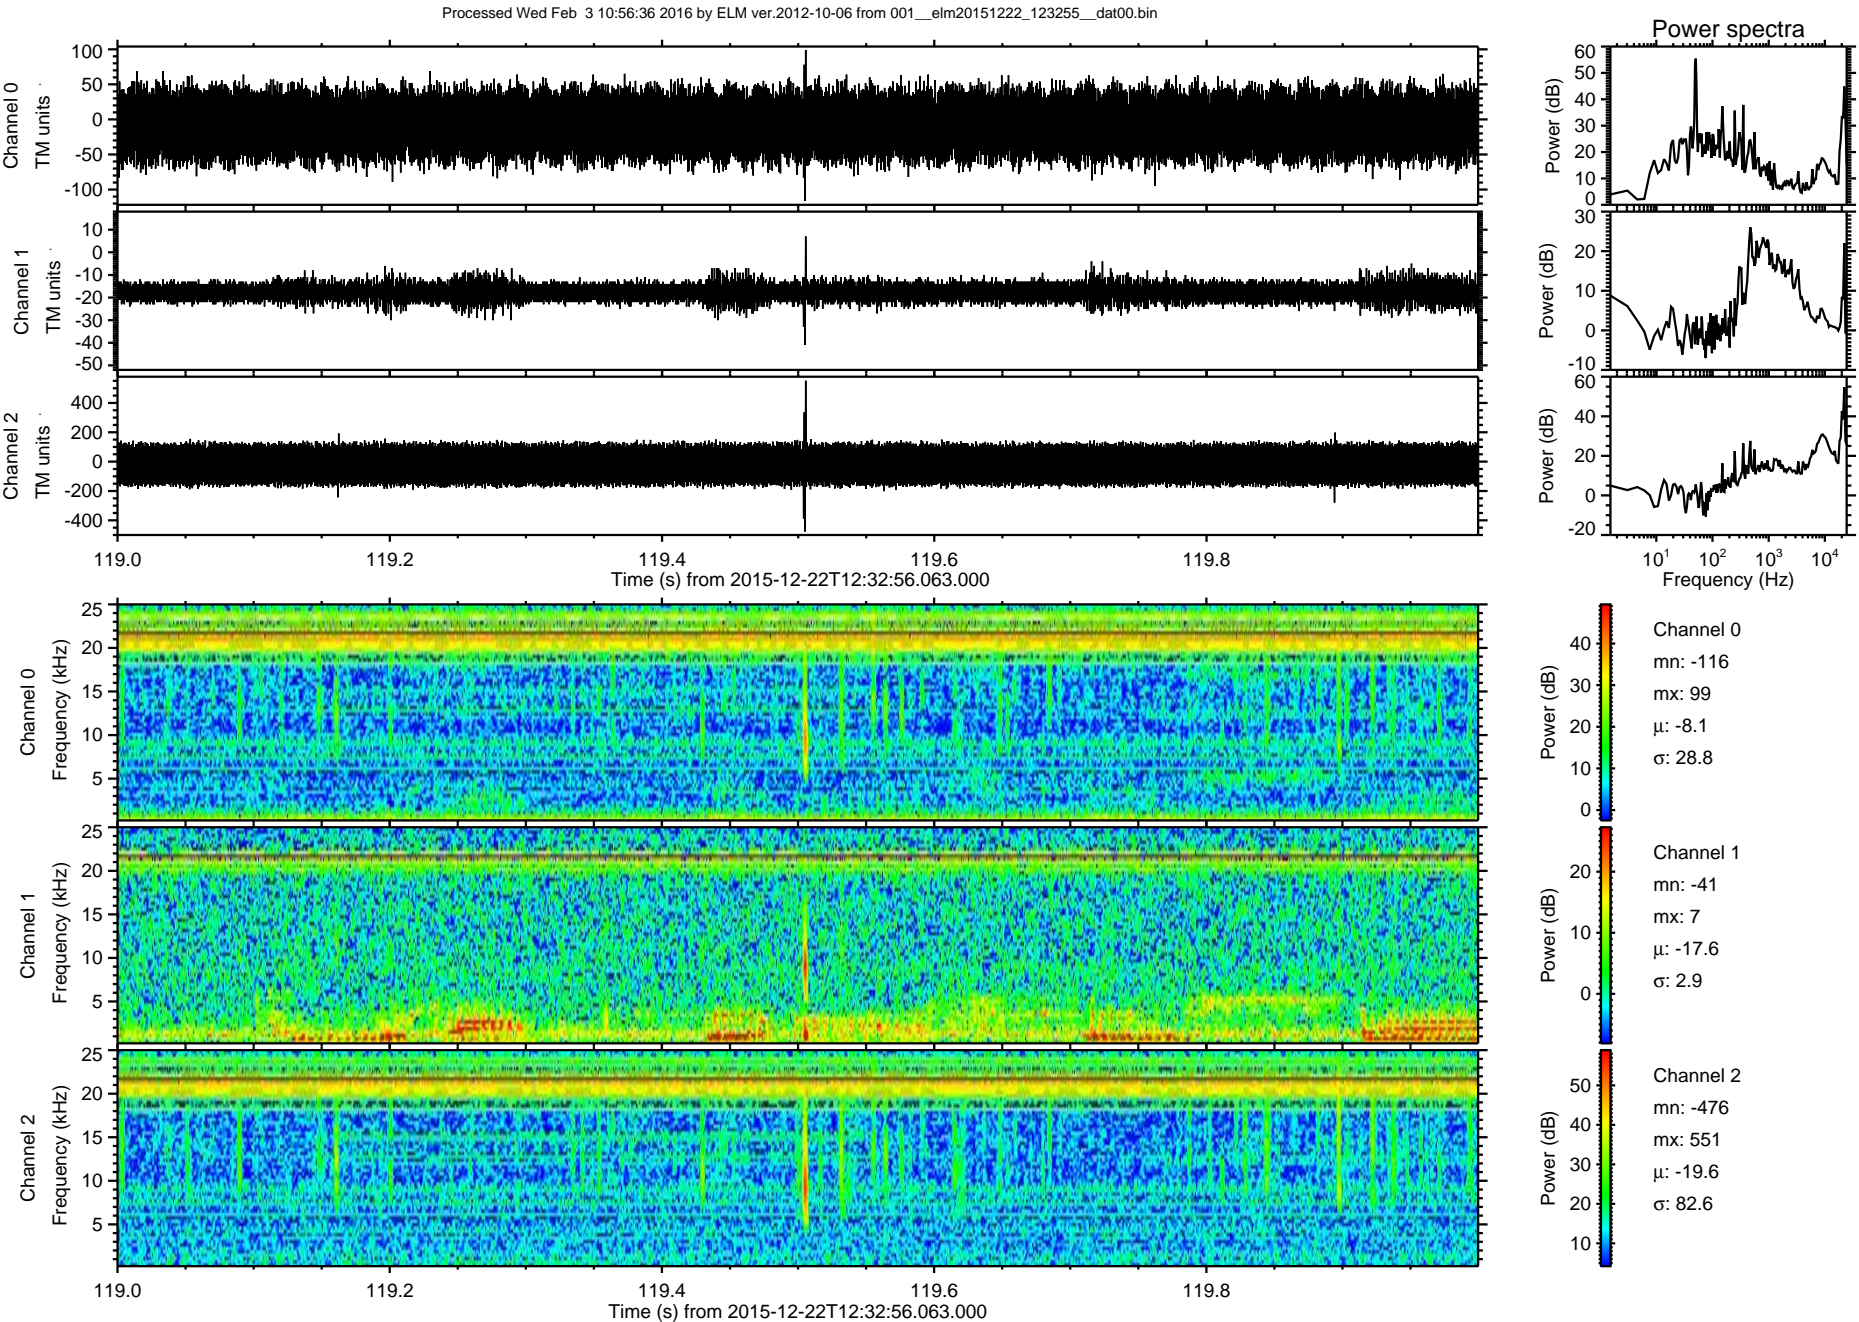 Processed Wed Feb  3 10:56:36 2016 by ELM ver.2012-10-06 from 001__elm20151222_123255__dat00.bin
Power spectra
Channel 0
TM units
100
50
0
-50
-100
Power (dB)
60
50
40
30
20
10
0
Channel 1
TM units
10
0
-10
-20
-30
-40
-50
Power (dB)
30
20
10
0
-10
Channel 2
TM units
400
200
0
-200
-400
Power (dB)
60
40
20
0
-20
119.0 119.2 119.4 119.6 119.8
Time (s) from 2015-12-22T12:32:56.063.000
10^1 10^2 10^3 10^4
Frequency (Hz)
Channel 0
Frequency (kHz)
25
20
15
10
5
Power (dB)
40
30
20
10
0
Channel 0
mn: -116
mx: 99
μ: -8.1
σ: 28.8
Channel 1
Frequency (kHz)
25
20
15
10
5
Power (dB)
20
10
0
Channel 1
mn: -41
mx: 7
μ: -17.6
σ: 2.9
Channel 2
Frequency (kHz)
25
20
15
10
5
Power (dB)
50
40
30
20
10
Channel 2
mn: -476
mx: 551
μ: -19.6
σ: 82.6
119.0 119.2 119.4 119.6 119.8
Time (s) from 2015-12-22T12:32:56.063.000